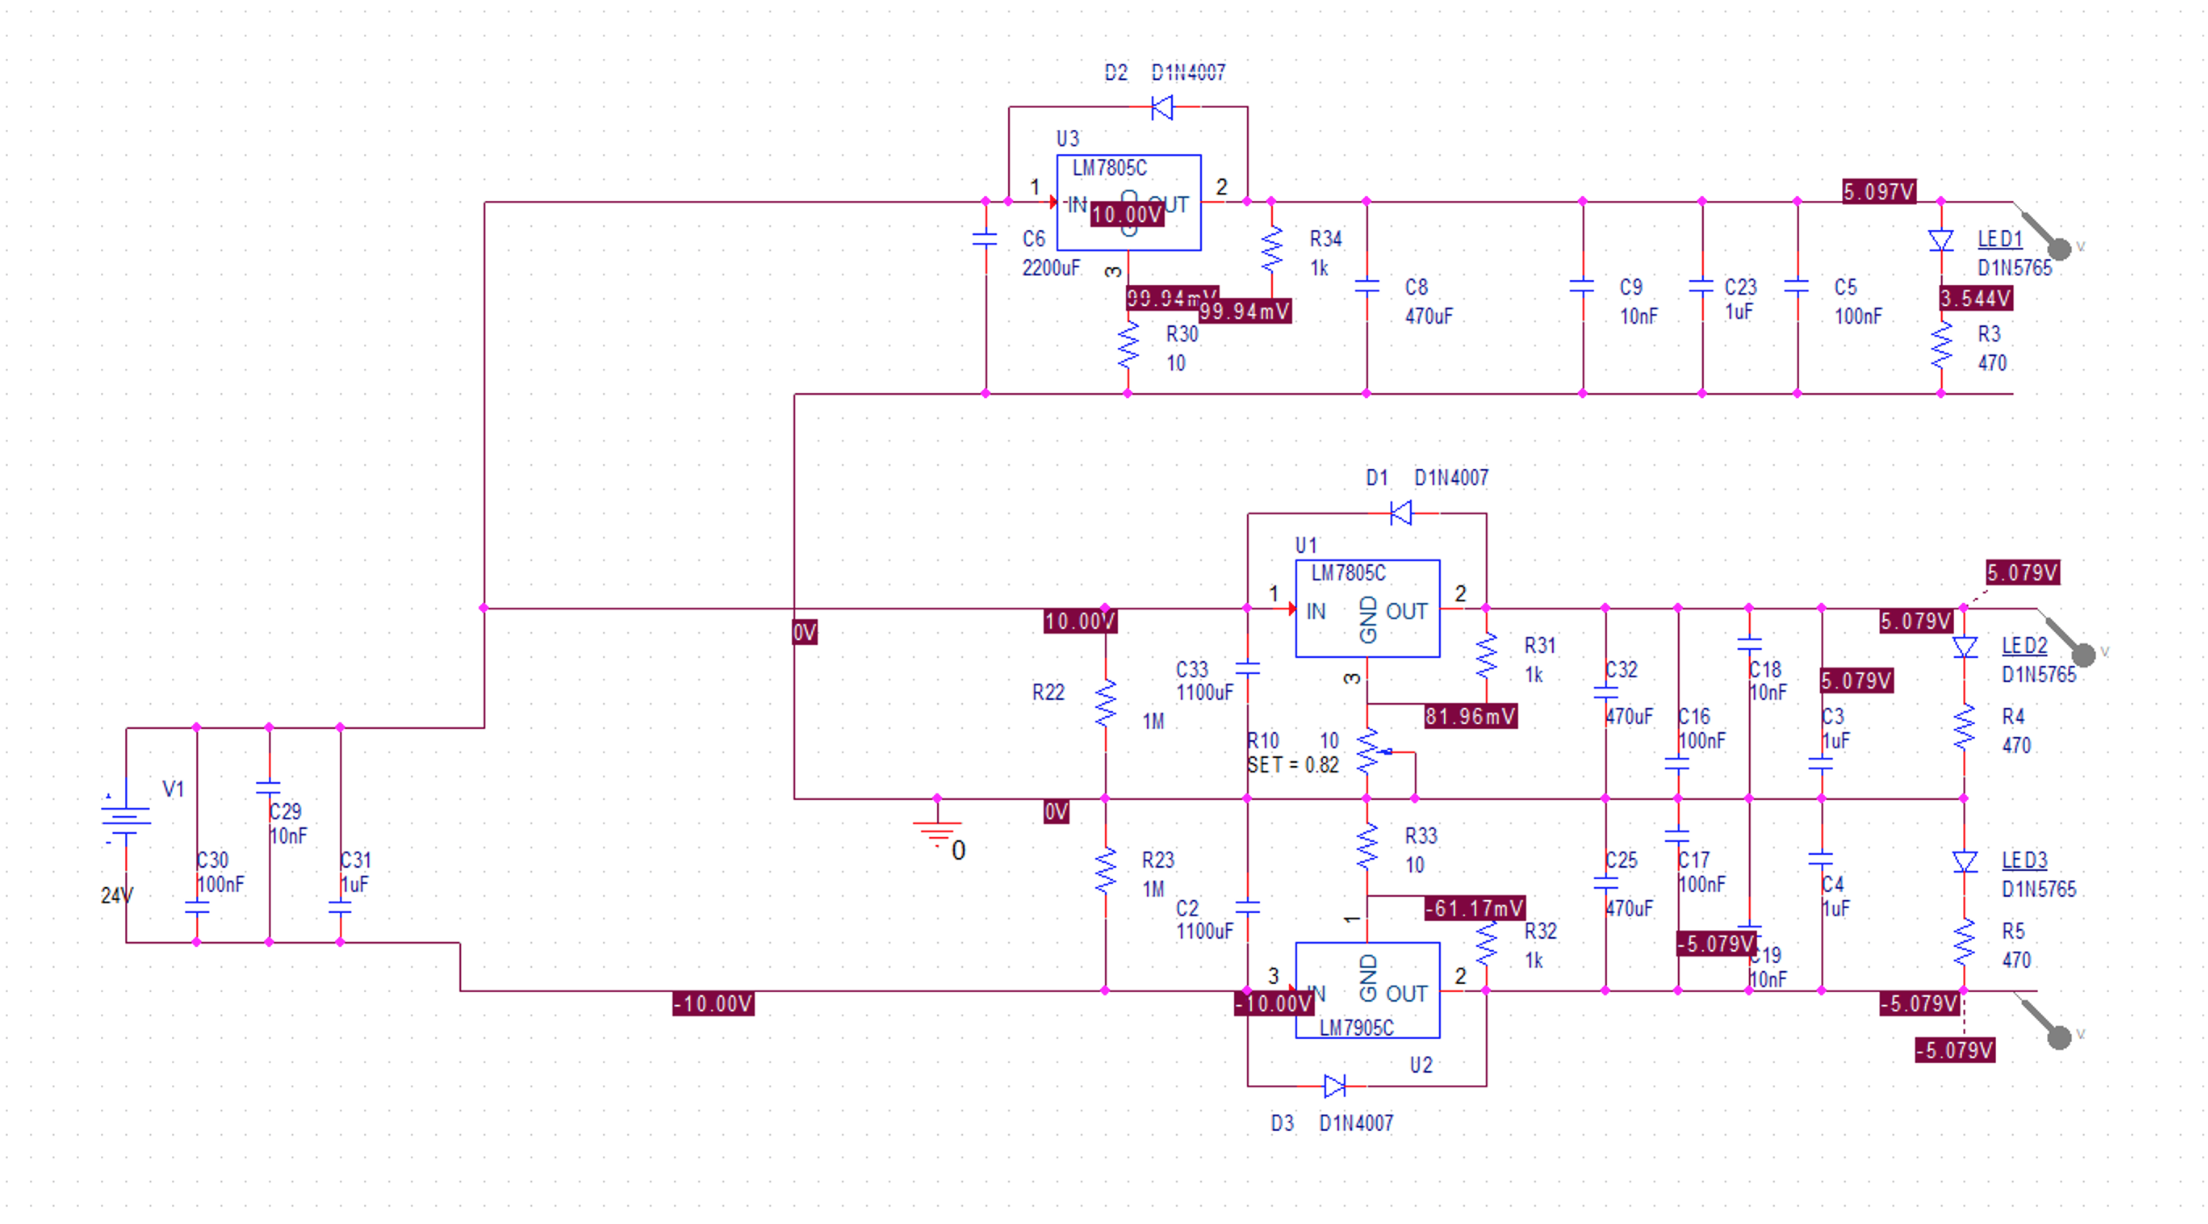 D2 D1N4007
U3
LM7805C
1
IN
OUT
2
10.00V
3
C6
2200uF
99.94mV
99.94mV
R34
1k
R30
10
C8
470uF
C9
10nF
C23
1uF
C5
100nF
5.097V
LED1
D1N5765
3.544V
R3
470
V
D1 D1N4007
U1
LM7805C
1
IN
GND
OUT
2
3
10.00V
0V
R22
1M
C33
1100uF
R31
1k
81.96mV
R10 10
SET = 0.82
C32
470uF
C16
100nF
C18
10nF
5.079V
C3
1uF
5.079V
5.079V
LED2
D1N5765
R4
470
V
V1
24V
C30
100nF
C29
10nF
C31
1uF
0
0V
R23
1M
C2
1100uF
R33
10
-61.17mV
1
R32
1k
3
IN
GND
OUT
2
LM7905C
U2
-10.00V
-10.00V
C25
470uF
C17
100nF
-5.079V
C19
10nF
C4
1uF
LED3
D1N5765
R5
470
-5.079V
-5.079V
V
D3 D1N4007